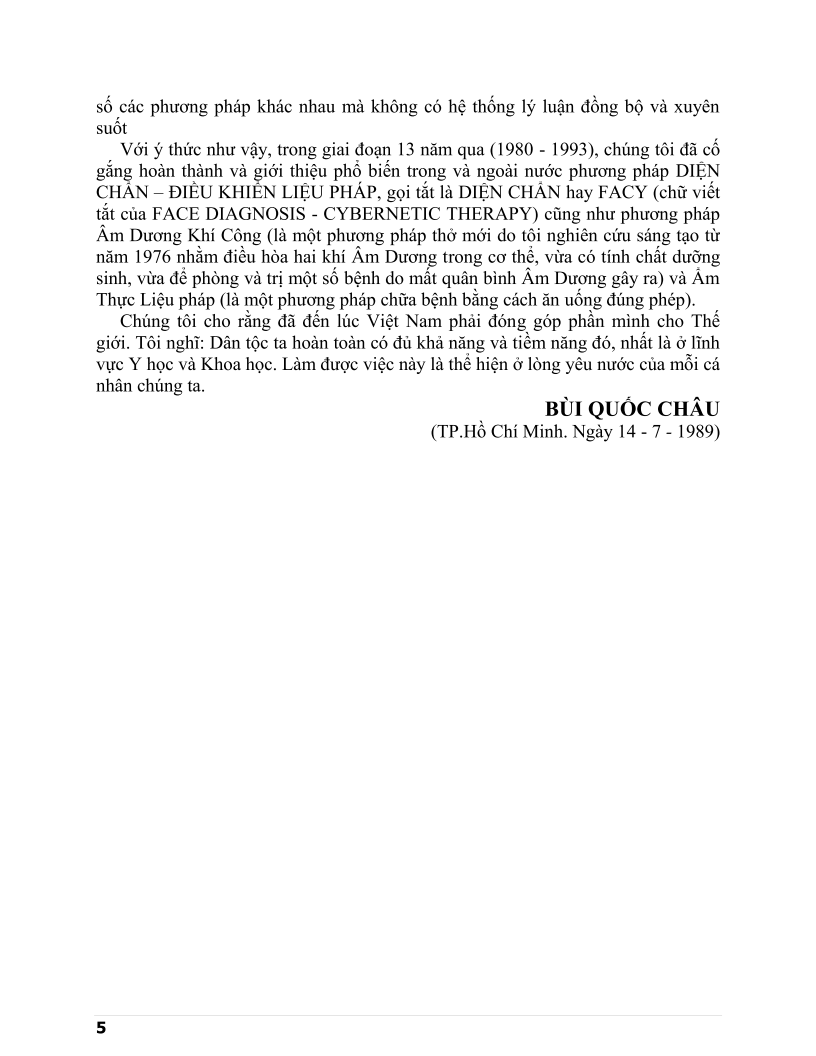 số các phương pháp khác nhau mà không có hệ thống lý luận đồng bộ và xuyên
suốt
Với ý thức như vậy, trong giai đoạn 13 năm qua (1980 - 1993), chúng tôi đã cố
gắng hoàn thành và giới thiệu phổ biến trong và ngoài nước phương pháp DIỆN
CHẨN – ĐIỀU KHIỂN LIỆU PHÁP, gọi tắt là DIỆN CHẨN hay FACY (chữ viết
tắt của FACE DIAGNOSIS - CYBERNETIC THERAPY) cũng như phương pháp
Âm Dương Khí Công (là một phương pháp thở mới do tôi nghiên cứu sáng tạo từ
năm 1976 nhằm điều hòa hai khí Âm Dương trong cơ thể, vừa có tính chất dưỡng
sinh, vừa để phòng và trị một số bệnh do mất quân bình Âm Dương gây ra) và Ẩm
Thực Liệu pháp (là một phương pháp chữa bệnh bằng cách ăn uống đúng phép).
Chúng tôi cho rằng đã đến lúc Việt Nam phải đóng góp phần mình cho Thế
giới. Tôi nghĩ: Dân tộc ta hoàn toàn có đủ khả năng và tiềm năng đó, nhất là ở lĩnh
vực Y học và Khoa học. Làm được việc này là thể hiện ở lòng yêu nước của mỗi cá
nhân chúng ta.
BÙI QUỐC CHÂU
(TP.Hồ Chí Minh. Ngày 14 - 7 - 1989)
5